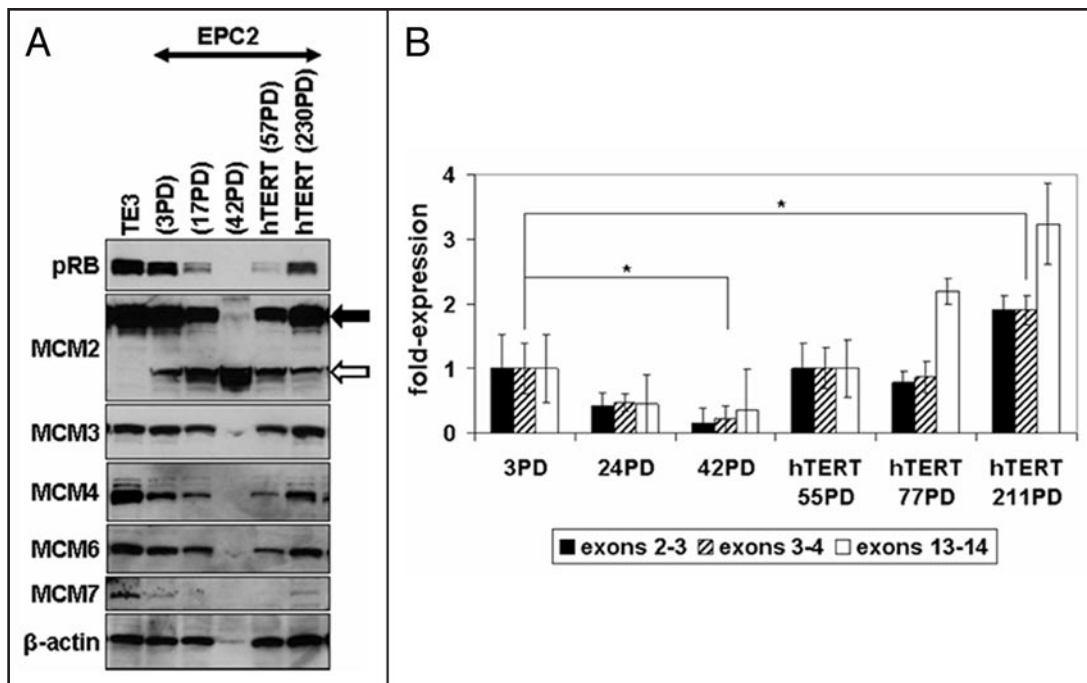 A
EPC2
TE3
(3PD)
(17PD)
(42PD)
hTERT (57PD)
hTERT (230PD)
pRB
MCM2
MCM3
MCM4
MCM6
MCM7
β-actin
B
fold-expression
4
3
2
1
0
*
*
3PD 24PD 42PD hTERT hTERT hTERT
55PD 77PD 211PD
exons 2-3 exons 3-4 exons 13-14